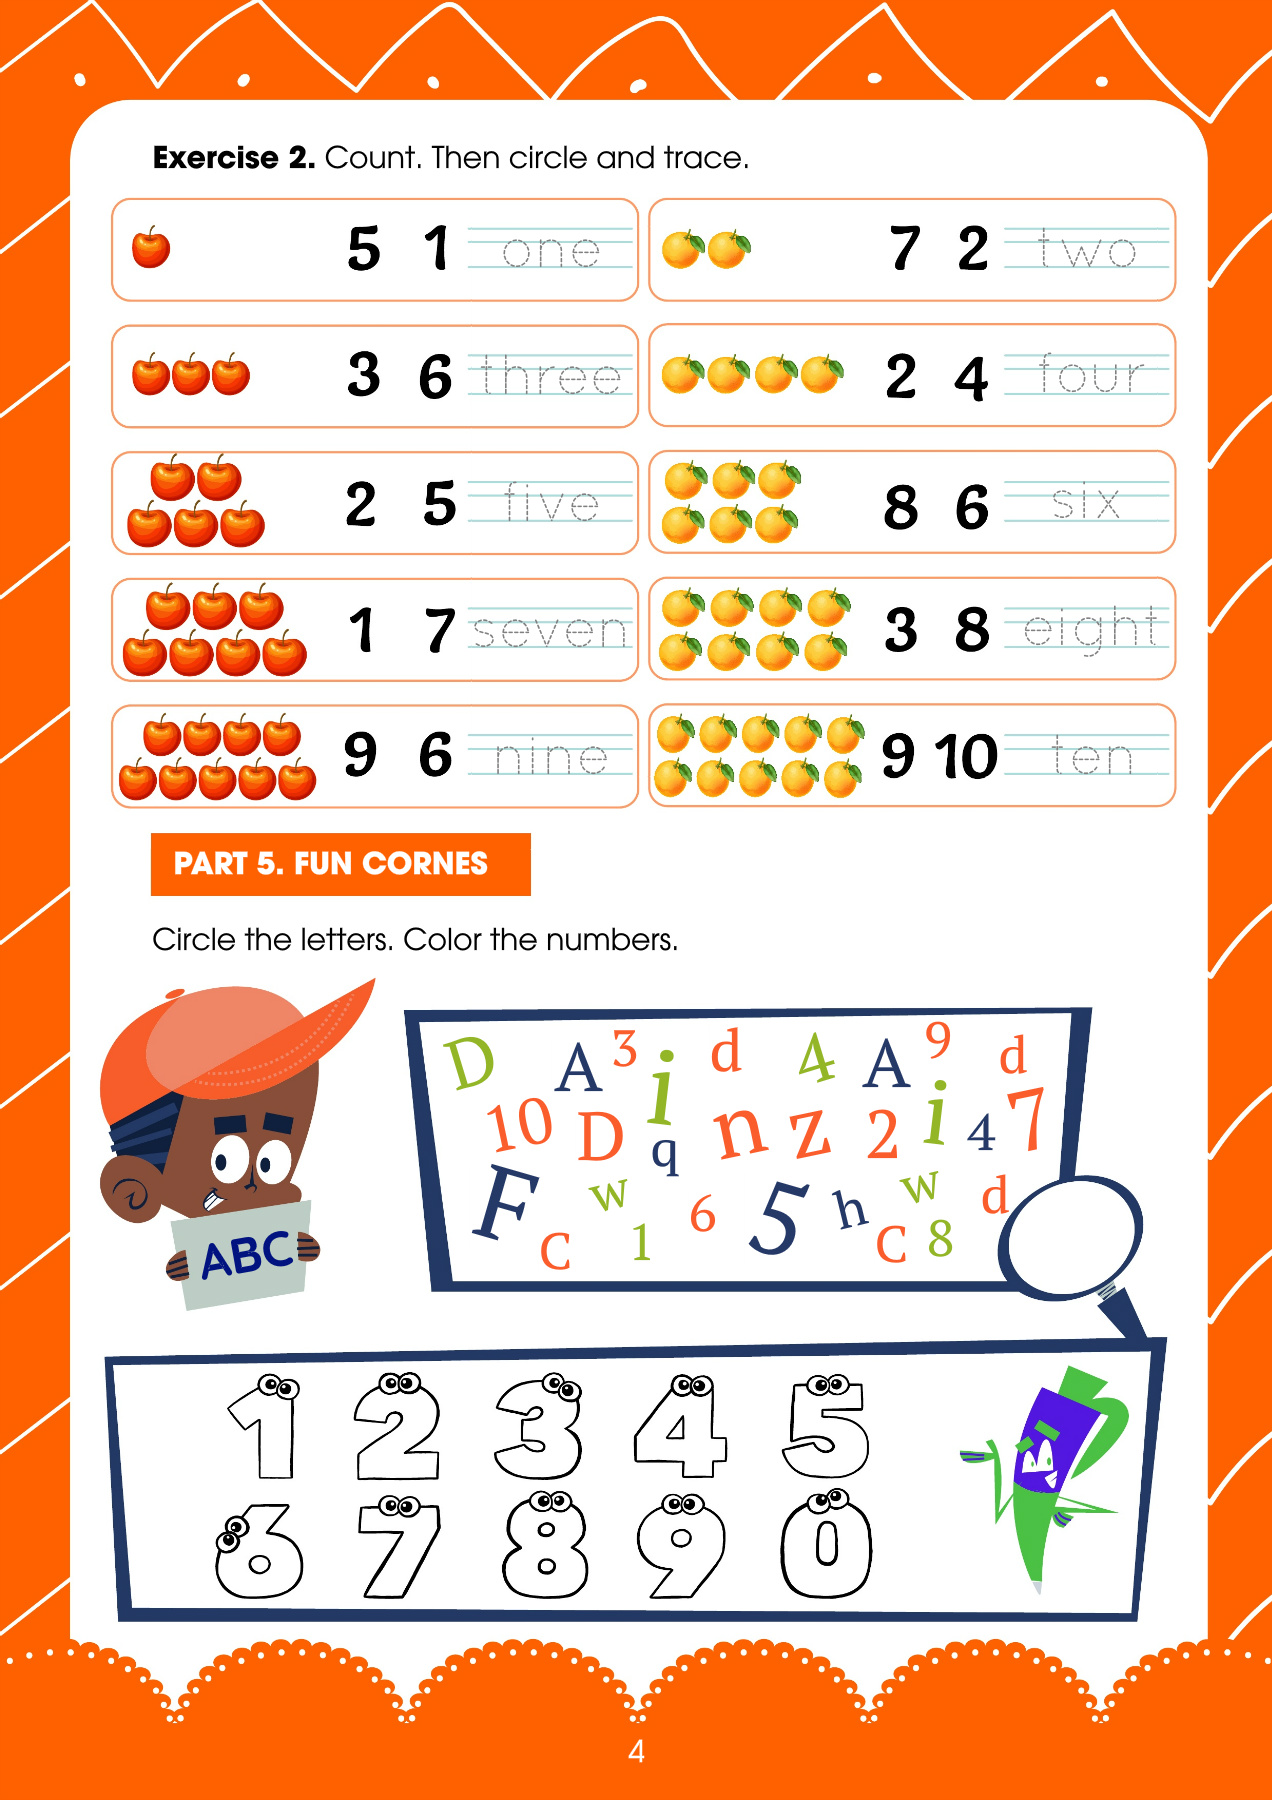 Exercise 2. Count. Then circle and trace.
5 1 one
7 2 two
3 6 three
2 4 four
2 5 five
8 6 six
1 7 seven
3 8 eight
9 6 nine
9 10 ten
PART 5. FUN CORNES
Circle the letters. Color the numbers.
D A 3 i d 4 A 9 d
10 D q n z 2 i 4 7
F w 6 5 h w d
C 1 C 8
ABC
1 2 3 4 5
6 7 8 9 0
4